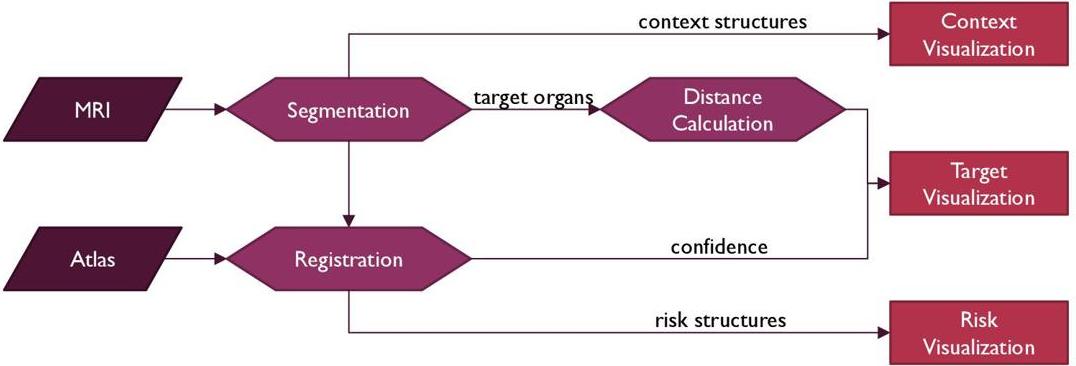 context structures
Context
Visualization
MRI
Segmentation
target organs
Distance
Calculation
Target
Visualization
Atlas
Registration
confidence
risk structures
Risk
Visualization